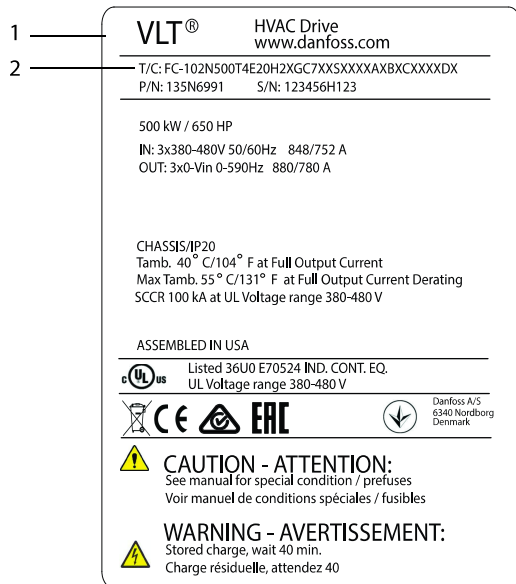 1
VLT® HVAC Drive
www.danfoss.com
2
T/C: FC-102N500T4E20H2XGC7XXSXXXXAXBXCXXXXDX
P/N: 135N6991 S/N: 123456H123
500 kW / 650 HP
IN: 3x380-480V 50/60Hz 848/752 A
OUT: 3x0-Vin 0-590Hz 880/780 A
CHASSIS/IP20
Tamb. 40° C/104° F at Full Output Current
Max Tamb. 55° C/131° F at Full Output Current Derating
SCCR 100 kA at UL Voltage range 380-480 V
ASSEMBLED IN USA
c UL us Listed 36U0 E70524 IND. CONT. EQ.
UL Voltage range 380-480 V
CE EAC
Danfoss A/S
6340 Nordborg
Denmark
CAUTION - ATTENTION:
See manual for special condition / prefuses
Voir manuel de conditions spéciales / fusibles
WARNING - AVERTISSEMENT:
Stored charge, wait 40 min.
Charge résiduelle, attendez 40